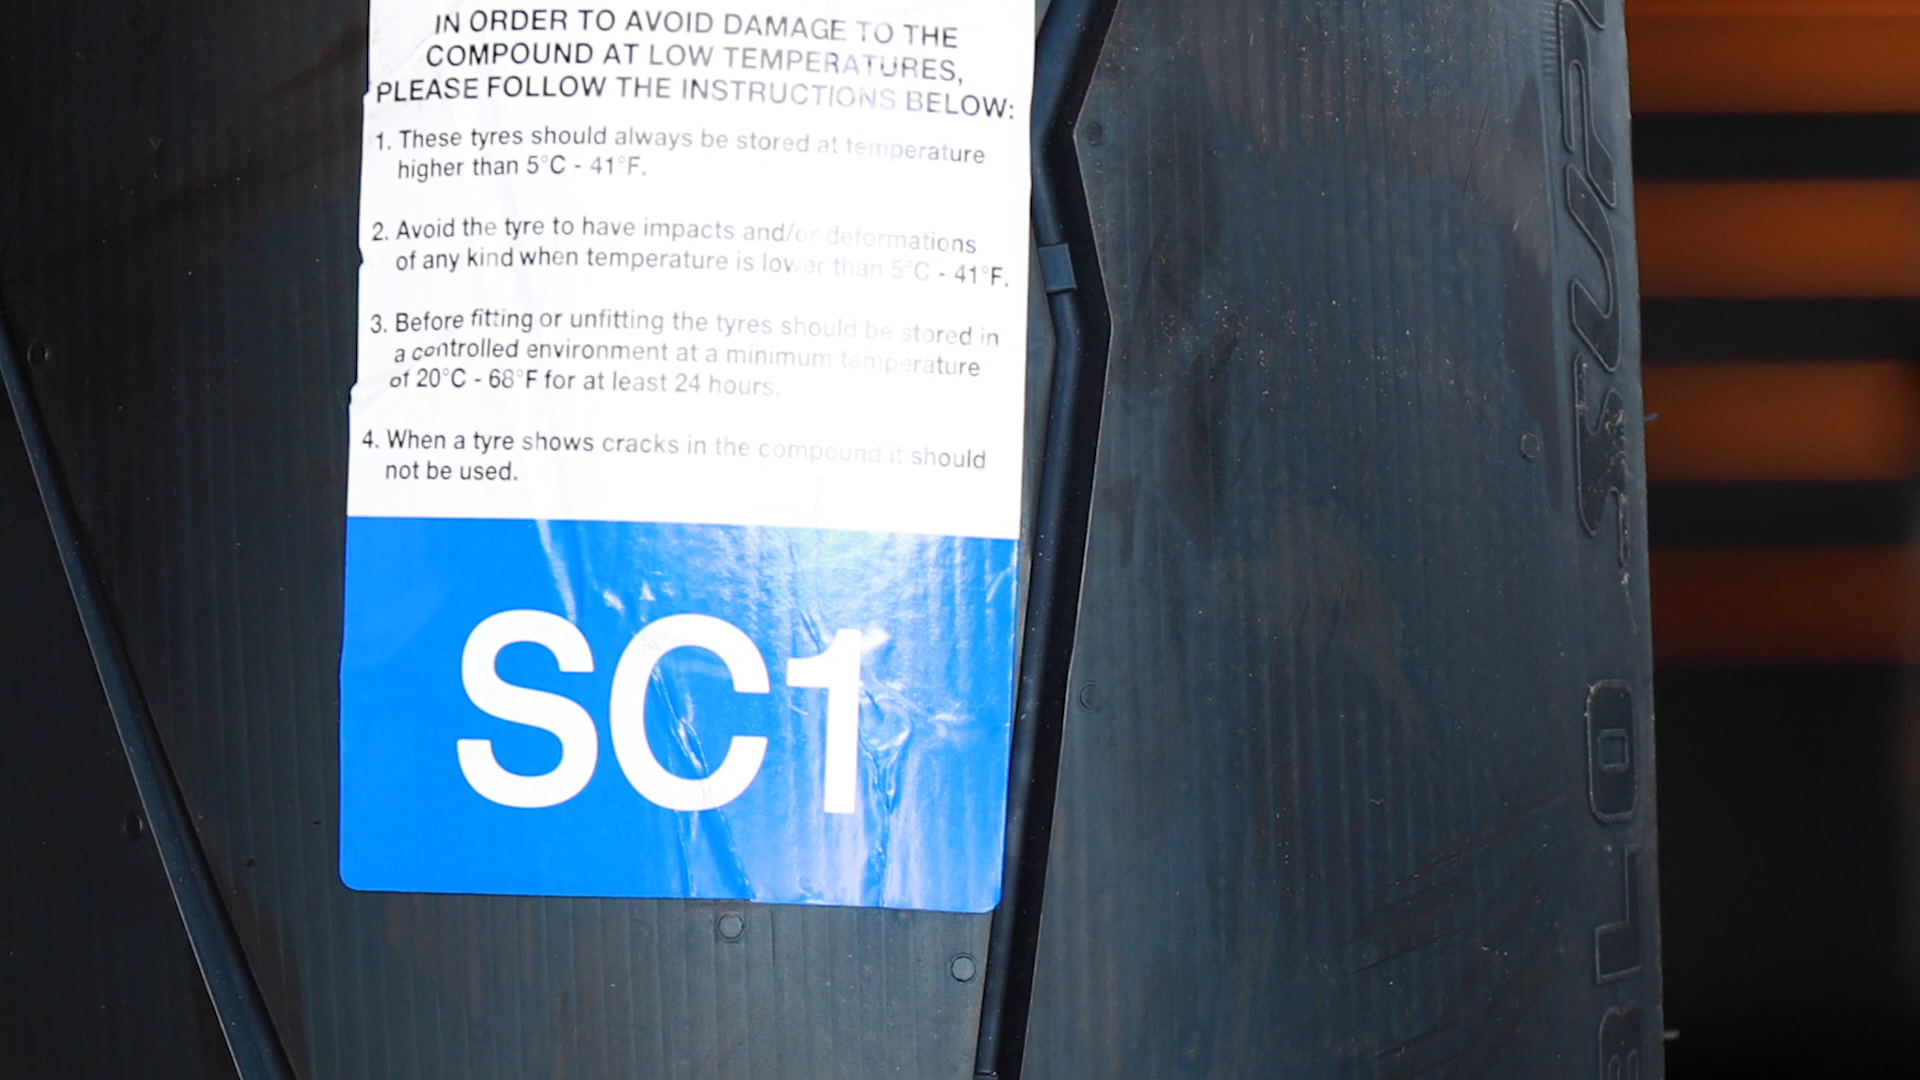 IN ORDER TO AVOID DAMAGE TO THE
COMPOUND AT LOW TEMPERATURES,
PLEASE FOLLOW THE INSTRUCTIONS BELOW:
1. These tyres should always be stored at temperature
higher than 5°C - 41°F.
2. Avoid the tyre to have impacts and/or deformations
of any kind when temperature is lower than 5°C - 41°F.
3. Before fitting or unfitting the tyres should be stored in
a controlled environment at a minimum temperature
of 20°C - 68°F for at least 24 hours.
4. When a tyre shows cracks in the compound it should
not be used.
SC1